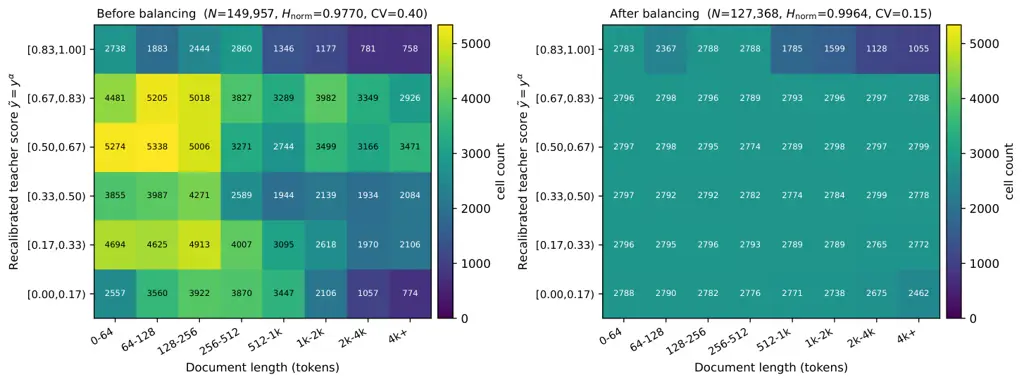 Before balancing (N=149,957, Hnorm=0.9770, CV=0.40)
Recalibrated teacher score ỹ = y^α
[0.83,1.00] 2738 1883 2444 2860 1346 1177 781 758
[0.67,0.83) 4481 5205 5018 3827 3289 3982 3349 2926
[0.50,0.67) 5274 5338 5006 3271 2744 3499 3166 3471
[0.33,0.50) 3855 3987 4271 2589 1944 2139 1934 2084
[0.17,0.33) 4694 4625 4913 4007 3095 2618 1970 2106
[0.00,0.17) 2557 3560 3922 3870 3447 2106 1057 774
0-64 64-128 128-256 256-512 512-1k 1k-2k 2k-4k 4k+
Document length (tokens)
5000
4000
3000
2000
1000
0
cell count
After balancing (N=127,368, Hnorm=0.9964, CV=0.15)
Recalibrated teacher score ỹ = y^α
[0.83,1.00] 2783 2367 2788 2788 1785 1599 1128 1055
[0.67,0.83) 2796 2798 2796 2789 2793 2796 2797 2788
[0.50,0.67) 2797 2798 2795 2774 2789 2798 2797 2799
[0.33,0.50) 2797 2792 2782 2782 2774 2784 2799 2778
[0.17,0.33) 2796 2795 2796 2793 2789 2789 2765 2772
[0.00,0.17) 2788 2790 2782 2776 2771 2738 2675 2462
0-64 64-128 128-256 256-512 512-1k 1k-2k 2k-4k 4k+
Document length (tokens)
5000
4000
3000
2000
1000
0
cell count